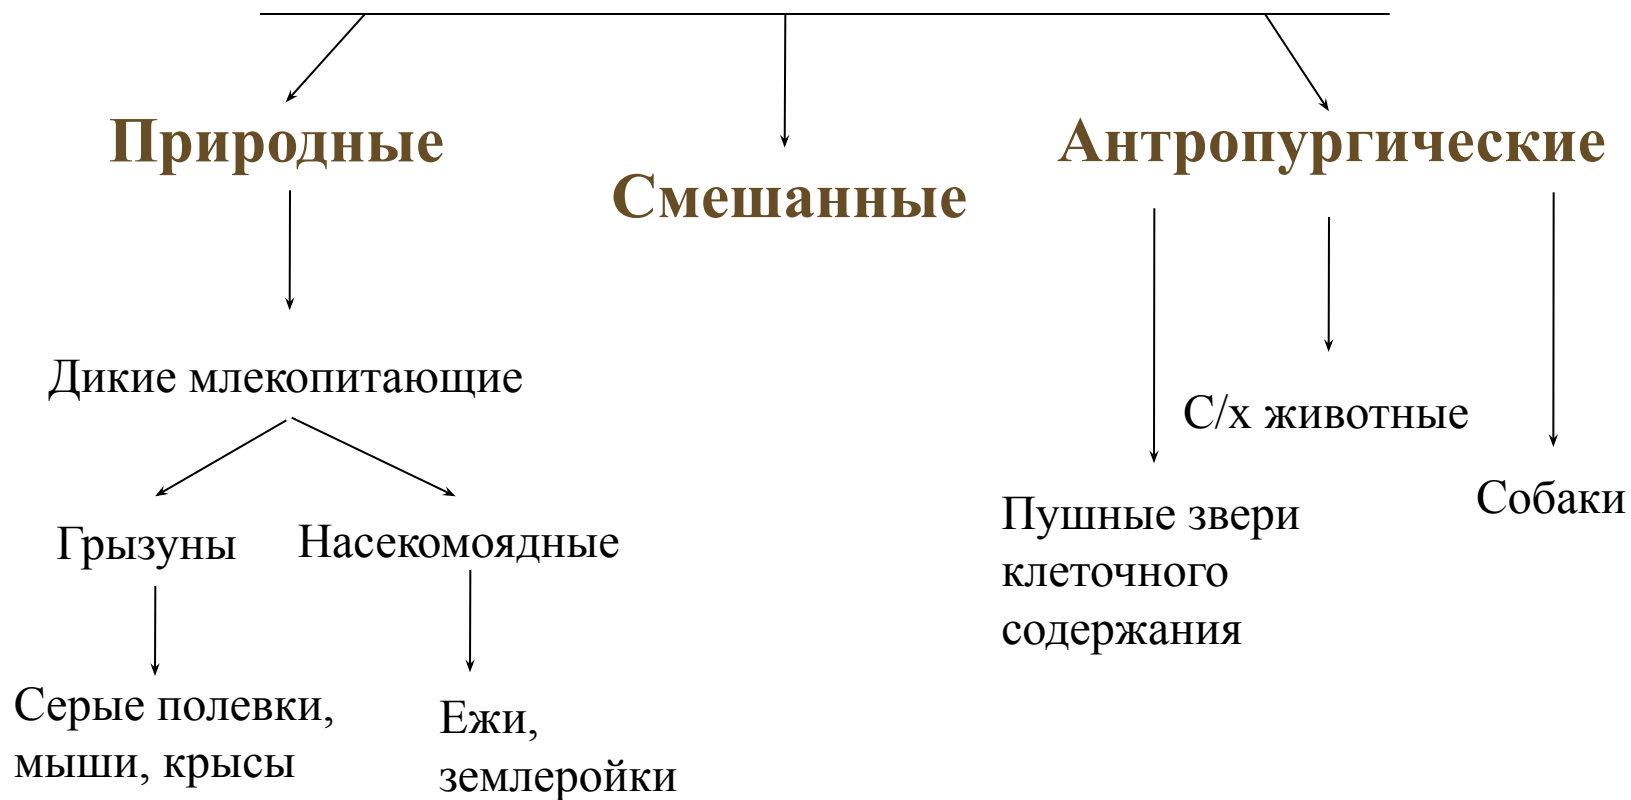 Природные
Смешанные
Антропургические
Дикие млекопитающие
С/х животные
Собаки
Пушные звери
клеточного
содержания
Грызуны
Насекомоядные
Серые полевки,
мыши, крысы
Ежи,
землеройки